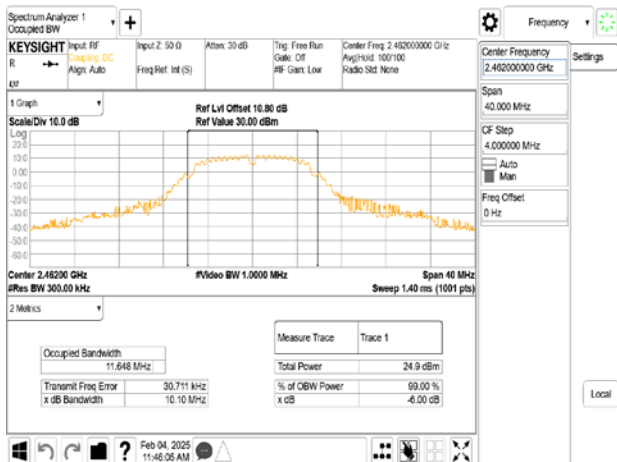 Spectrum Analyzer 1
Occupied BW
Frequency
KEYSIGHT
Input: RF
Input Z: 50 Ω
Atten: 30 dB
Trig: Free Run
Center Freq: 2.462000000 GHz
R
Coupling: DC
Gate: Off
Avg|Hold: 100/100
Align: Auto
Freq Ref: Int (S)
#IF Gain: Low
Radio Std: None
Center Frequency
2.462000000 GHz
Settings
Span
40.000 MHz
CF Step
4.000000 MHz
Auto
Man
Freq Offset
0 Hz
Local
1 Graph
Ref Lvl Offset 10.80 dB
Scale/Div 10.0 dB
Ref Value 30.00 dBm
Log
20.0
10.0
0.00
-10.0
-20.0
-30.0
-40.0
-50.0
-60.0
Center 2.46200 GHz
#Video BW 1.0000 MHz
Span 40 MHz
#Res BW 300.00 kHz
Sweep 1.40 ms (1001 pts)
2 Metrics
Measure Trace
Trace 1
Occupied Bandwidth
11.648 MHz
Total Power
24.9 dBm
Transmit Freq Error
30.711 kHz
% of OBW Power
99.00 %
x dB Bandwidth
10.10 MHz
x dB
-6.00 dB
?
Feb 04, 2025
11:46:05 AM